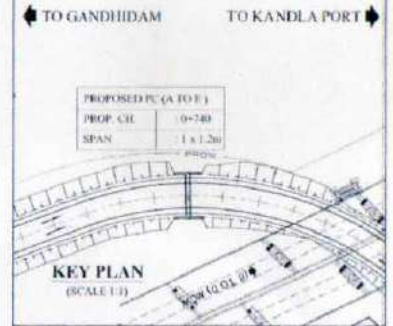 TO GANDHIDAM
TO KANDLA PORT
PROPOSED PC (A TO E)
PROP. CH. : 0+740
SPAN : 1 x 1.2m
PROW
KEY PLAN
(SCALE 1:1)